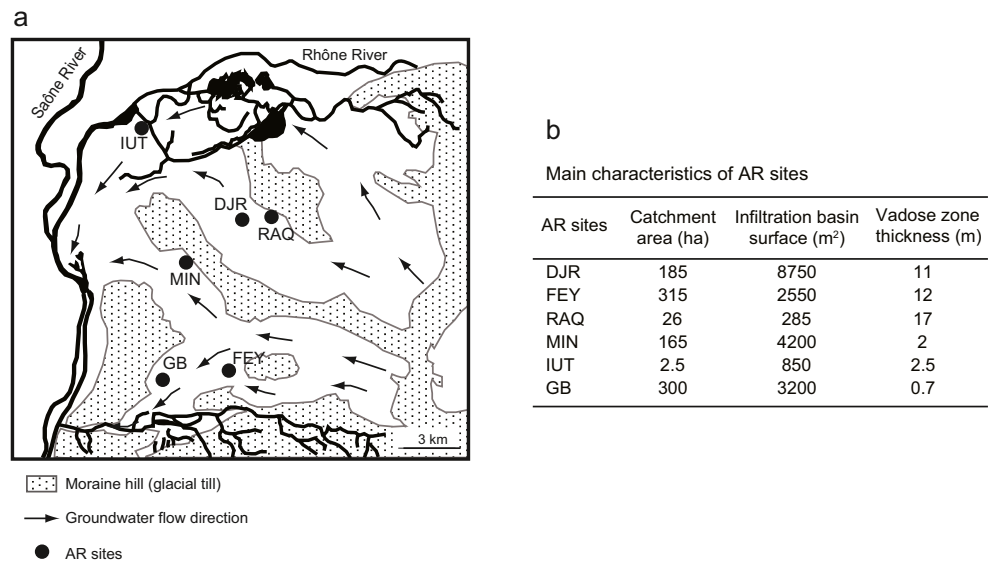 a
Saône River
Rhône River
IUT
DJR
RAQ
MIN
GB
FEY
3 km
Moraine hill (glacial till)
Groundwater flow direction
AR sites
b
Main characteristics of AR sites
AR sites Catchment area (ha) Infiltration basin surface (m²) Vadose zone thickness (m)
DJR 185 8750 11
FEY 315 2550 12
RAQ 26 285 17
MIN 165 4200 2
IUT 2.5 850 2.5
GB 300 3200 0.7